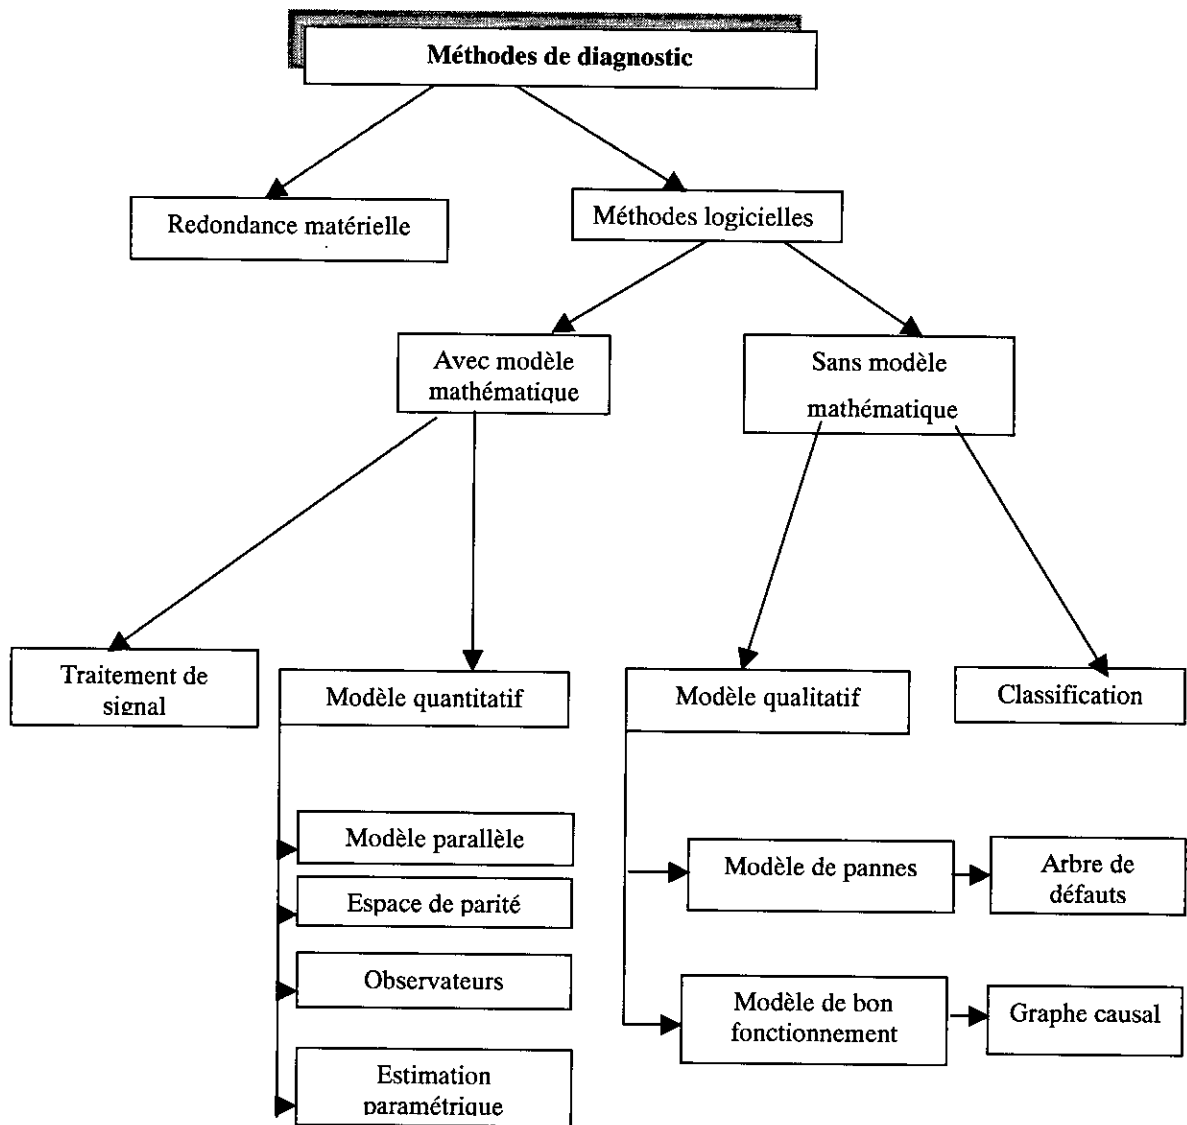 Méthodes de diagnostic
Redondance matérielle
Méthodes logicielles
Avec modèle
mathématique
Sans modèle
mathématique
Traitement de
signal
Modèle quantitatif
Modèle qualitatif
Classification
Modèle parallèle
Espace de parité
Observateurs
Estimation
paramétrique
Modèle de pannes
Arbre de
défauts
Modèle de bon
fonctionnement
Graphe causal